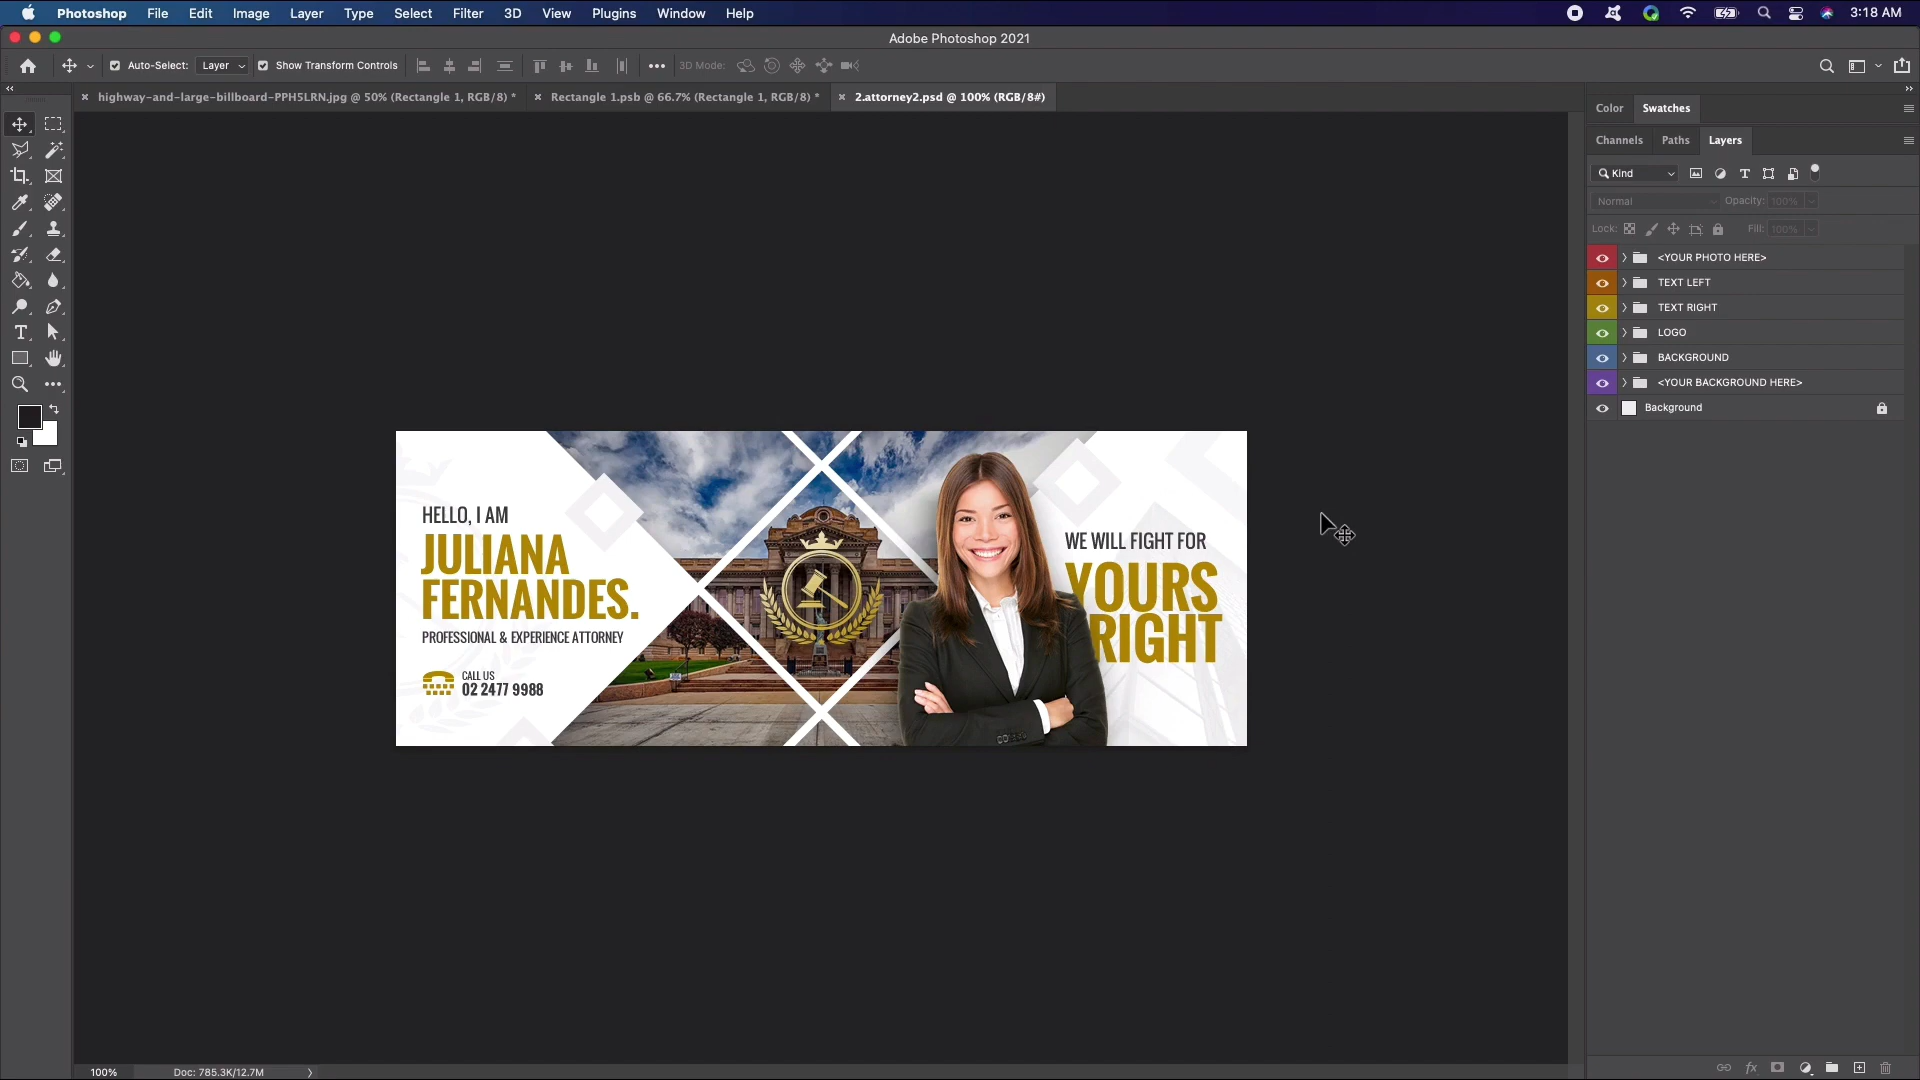 Photoshop File Edit Image Layer Type Select Filter 3D View Plugins Window Help 3:18 AM
Adobe Photoshop 2021
Auto-Select: Layer Show Transform Controls 3D Mode:
highway-and-large-billboard-PPH5LRN.jpg @ 50% (Rectangle 1, RGB/8) * Rectangle 1.psb @ 66.7% (Rectangle 1, RGB/8) * 2.attorney2.psd @ 100% (RGB/8#)
Color Swatches
Channels Paths Layers
Kind
Normal Opacity: 100%
Lock: Fill: 100%
<YOUR PHOTO HERE>
TEXT LEFT
TEXT RIGHT
LOGO
BACKGROUND
<YOUR BACKGROUND HERE>
Background
HELLO, I AM
JULIANA
FERNANDES.
PROFESSIONAL & EXPERIENCE ATTORNEY
CALL US
02 2477 9988
WE WILL FIGHT FOR
YOURS
RIGHT
100% Doc: 785.3K/12.7M